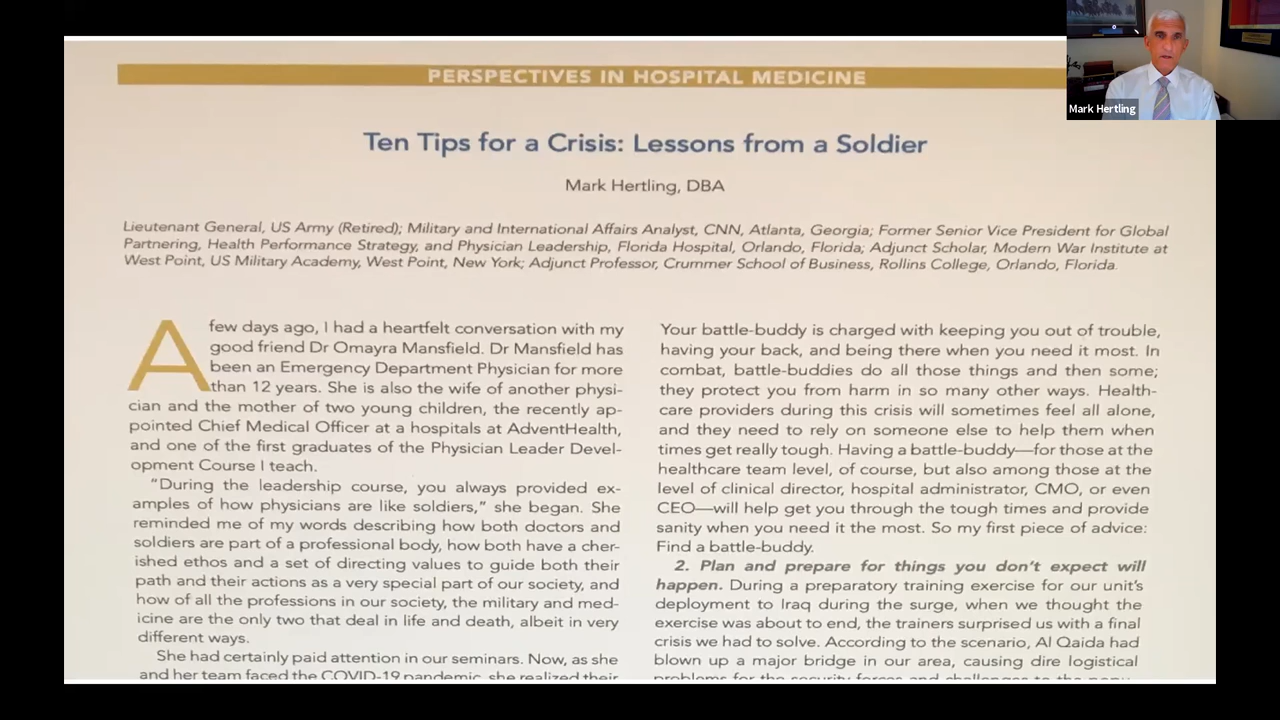 PERSPECTIVES IN HOSPITAL MEDICINE
Mark Hertling
Ten Tips for a Crisis: Lessons from a Soldier
Mark Hertling, DBA
Lieutenant General, US Army (Retired); Military and International Affairs Analyst, CNN, Atlanta, Georgia; Former Senior Vice President for Global
Partnering, Health Performance Strategy, and Physician Leadership, Florida Hospital, Orlando, Florida; Adjunct Scholar, Modern War Institute at
West Point, US Military Academy, West Point, New York; Adjunct Professor, Crummer School of Business, Rollins College, Orlando, Florida.
A few days ago, I had a heartfelt conversation with my
good friend Dr Omayra Mansfield. Dr Mansfield has
been an Emergency Department Physician for more
than 12 years. She is also the wife of another physi-
cian and the mother of two young children, the recently ap-
pointed Chief Medical Officer at a hospitals at AdventHealth,
and one of the first graduates of the Physician Leader Devel-
opment Course I teach.
"During the leadership course, you always provided ex-
amples of how physicians are like soldiers," she began. She
reminded me of my words describing how both doctors and
soldiers are part of a professional body, how both have a cher-
ished ethos and a set of directing values to guide both their
path and their actions as a very special part of our society, and
how of all the professions in our society, the military and med-
icine are the only two that deal in life and death, albeit in very
different ways.
She had certainly paid attention in our seminars. Now, as she
and her team faced the COVID-19 pandemic, she realized their
Your battle-buddy is charged with keeping you out of trouble,
having your back, and being there when you need it most. In
combat, battle-buddies do all those things and then some;
they protect you from harm in so many other ways. Health-
care providers during this crisis will sometimes feel all alone,
and they need to rely on someone else to help them when
times get really tough. Having a battle-buddy—for those at the
healthcare team level, of course, but also among those at the
level of clinical director, hospital administrator, CMO, or even
CEO—will help get you through the tough times and provide
sanity when you need it the most. So my first piece of advice:
Find a battle-buddy.
2. Plan and prepare for things you don't expect will
happen. During a preparatory training exercise for our unit's
deployment to Iraq during the surge, when we thought the
exercise was about to end, the trainers surprised us with a final
crisis we had to solve. According to the scenario, Al Qaida had
blown up a major bridge in our area, causing dire logistical
problems for the security forces and challenges to the